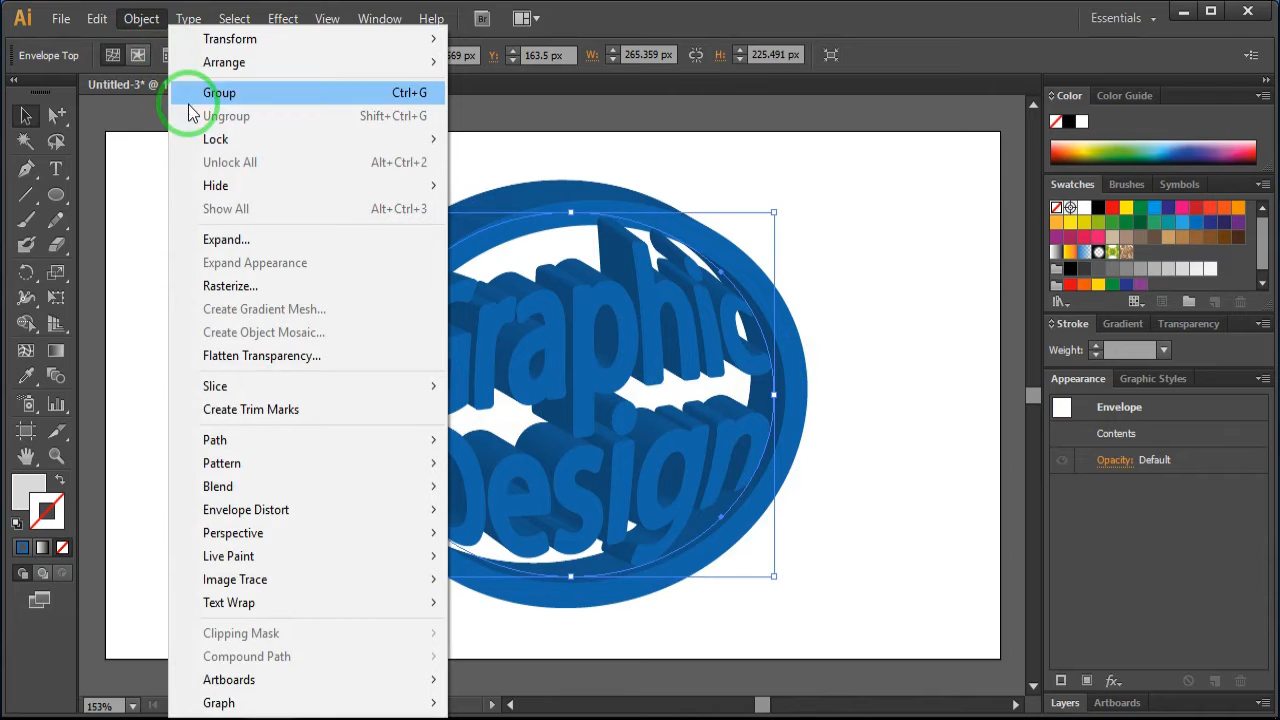 Ai File Edit Object Type Select Effect View Window Help Br Essentials
Envelope Top Y: 163.5 px W: 265.359 px H: 225.491 px
Untitled-3* @
Transform
Arrange
Group Ctrl+G
Ungroup Shift+Ctrl+G
Lock
Unlock All Alt+Ctrl+2
Hide
Show All Alt+Ctrl+3
Expand...
Expand Appearance
Rasterize...
Create Gradient Mesh...
Create Object Mosaic...
Flatten Transparency...
Slice
Create Trim Marks
Path
Pattern
Blend
Envelope Distort
Perspective
Live Paint
Image Trace
Text Wrap
Clipping Mask
Compound Path
Artboards
Graph
Graphic
Design
Color Color Guide
Swatches Brushes Symbols
Stroke Gradient Transparency
Weight:
Appearance Graphic Styles
Envelope
Contents
Opacity: Default
fx
Layers Artboards
153%